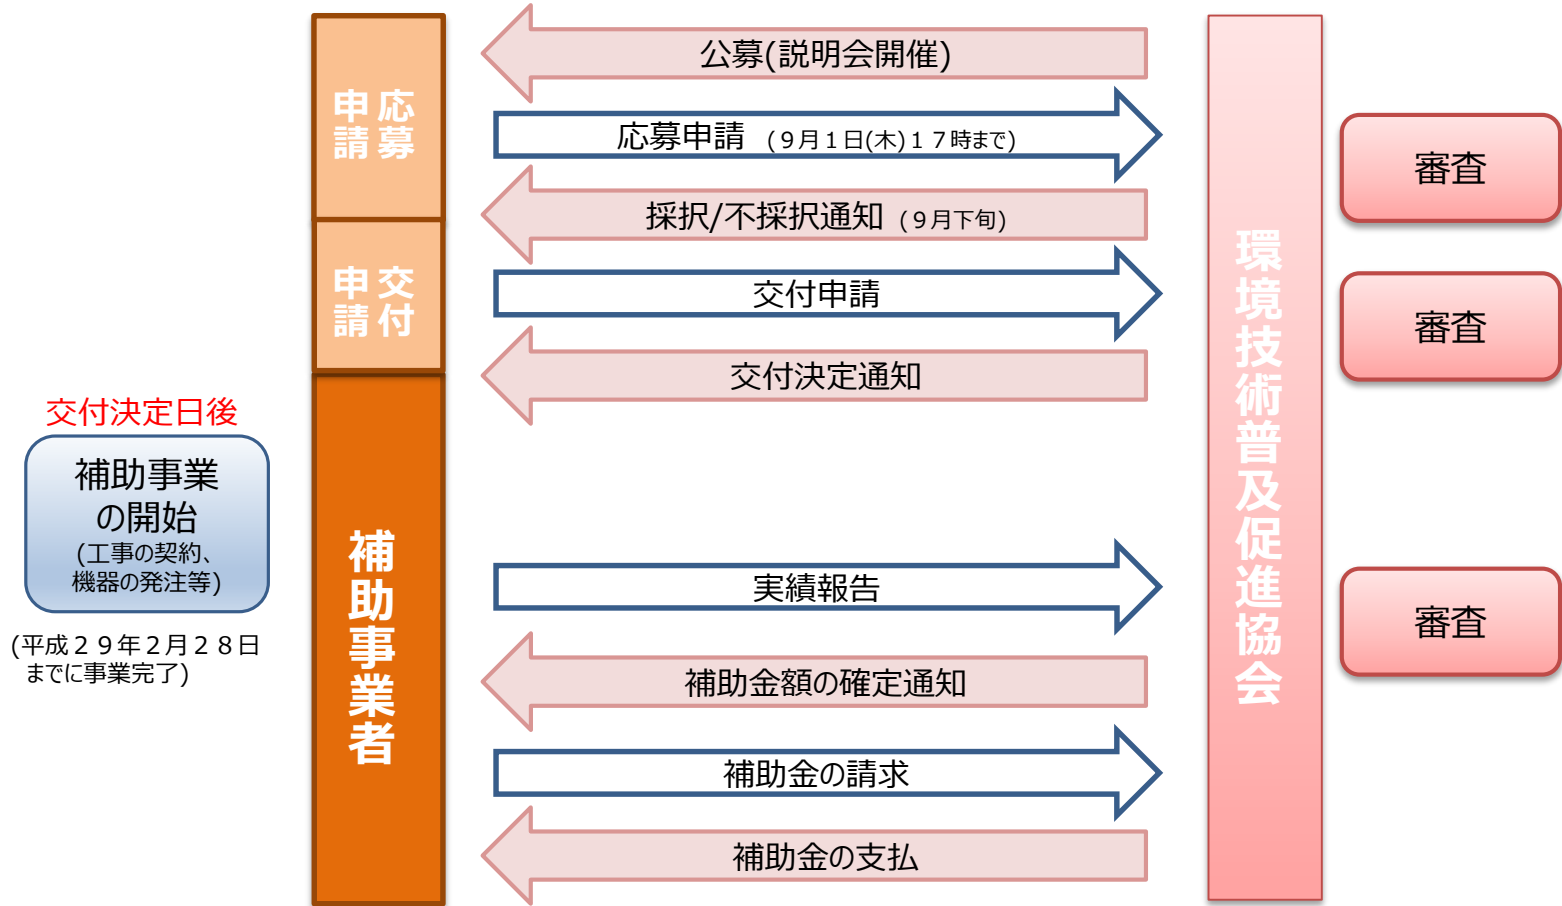 公募(説明会開催)
応募申請 (９月１日(木)１７時まで)
採択/不採択通知 (９月下旬)
交付申請
交付決定通知
実績報告
補助金額の確定通知
補助金の請求
補助金の支払
応募
申請
交付
申請
補助事業者
交付決定日後
補助事業
の開始
(工事の契約、
機器の発注等)
(平成２９年２月２８日
までに事業完了)
環境技術普及促進協会
審査
審査
審査